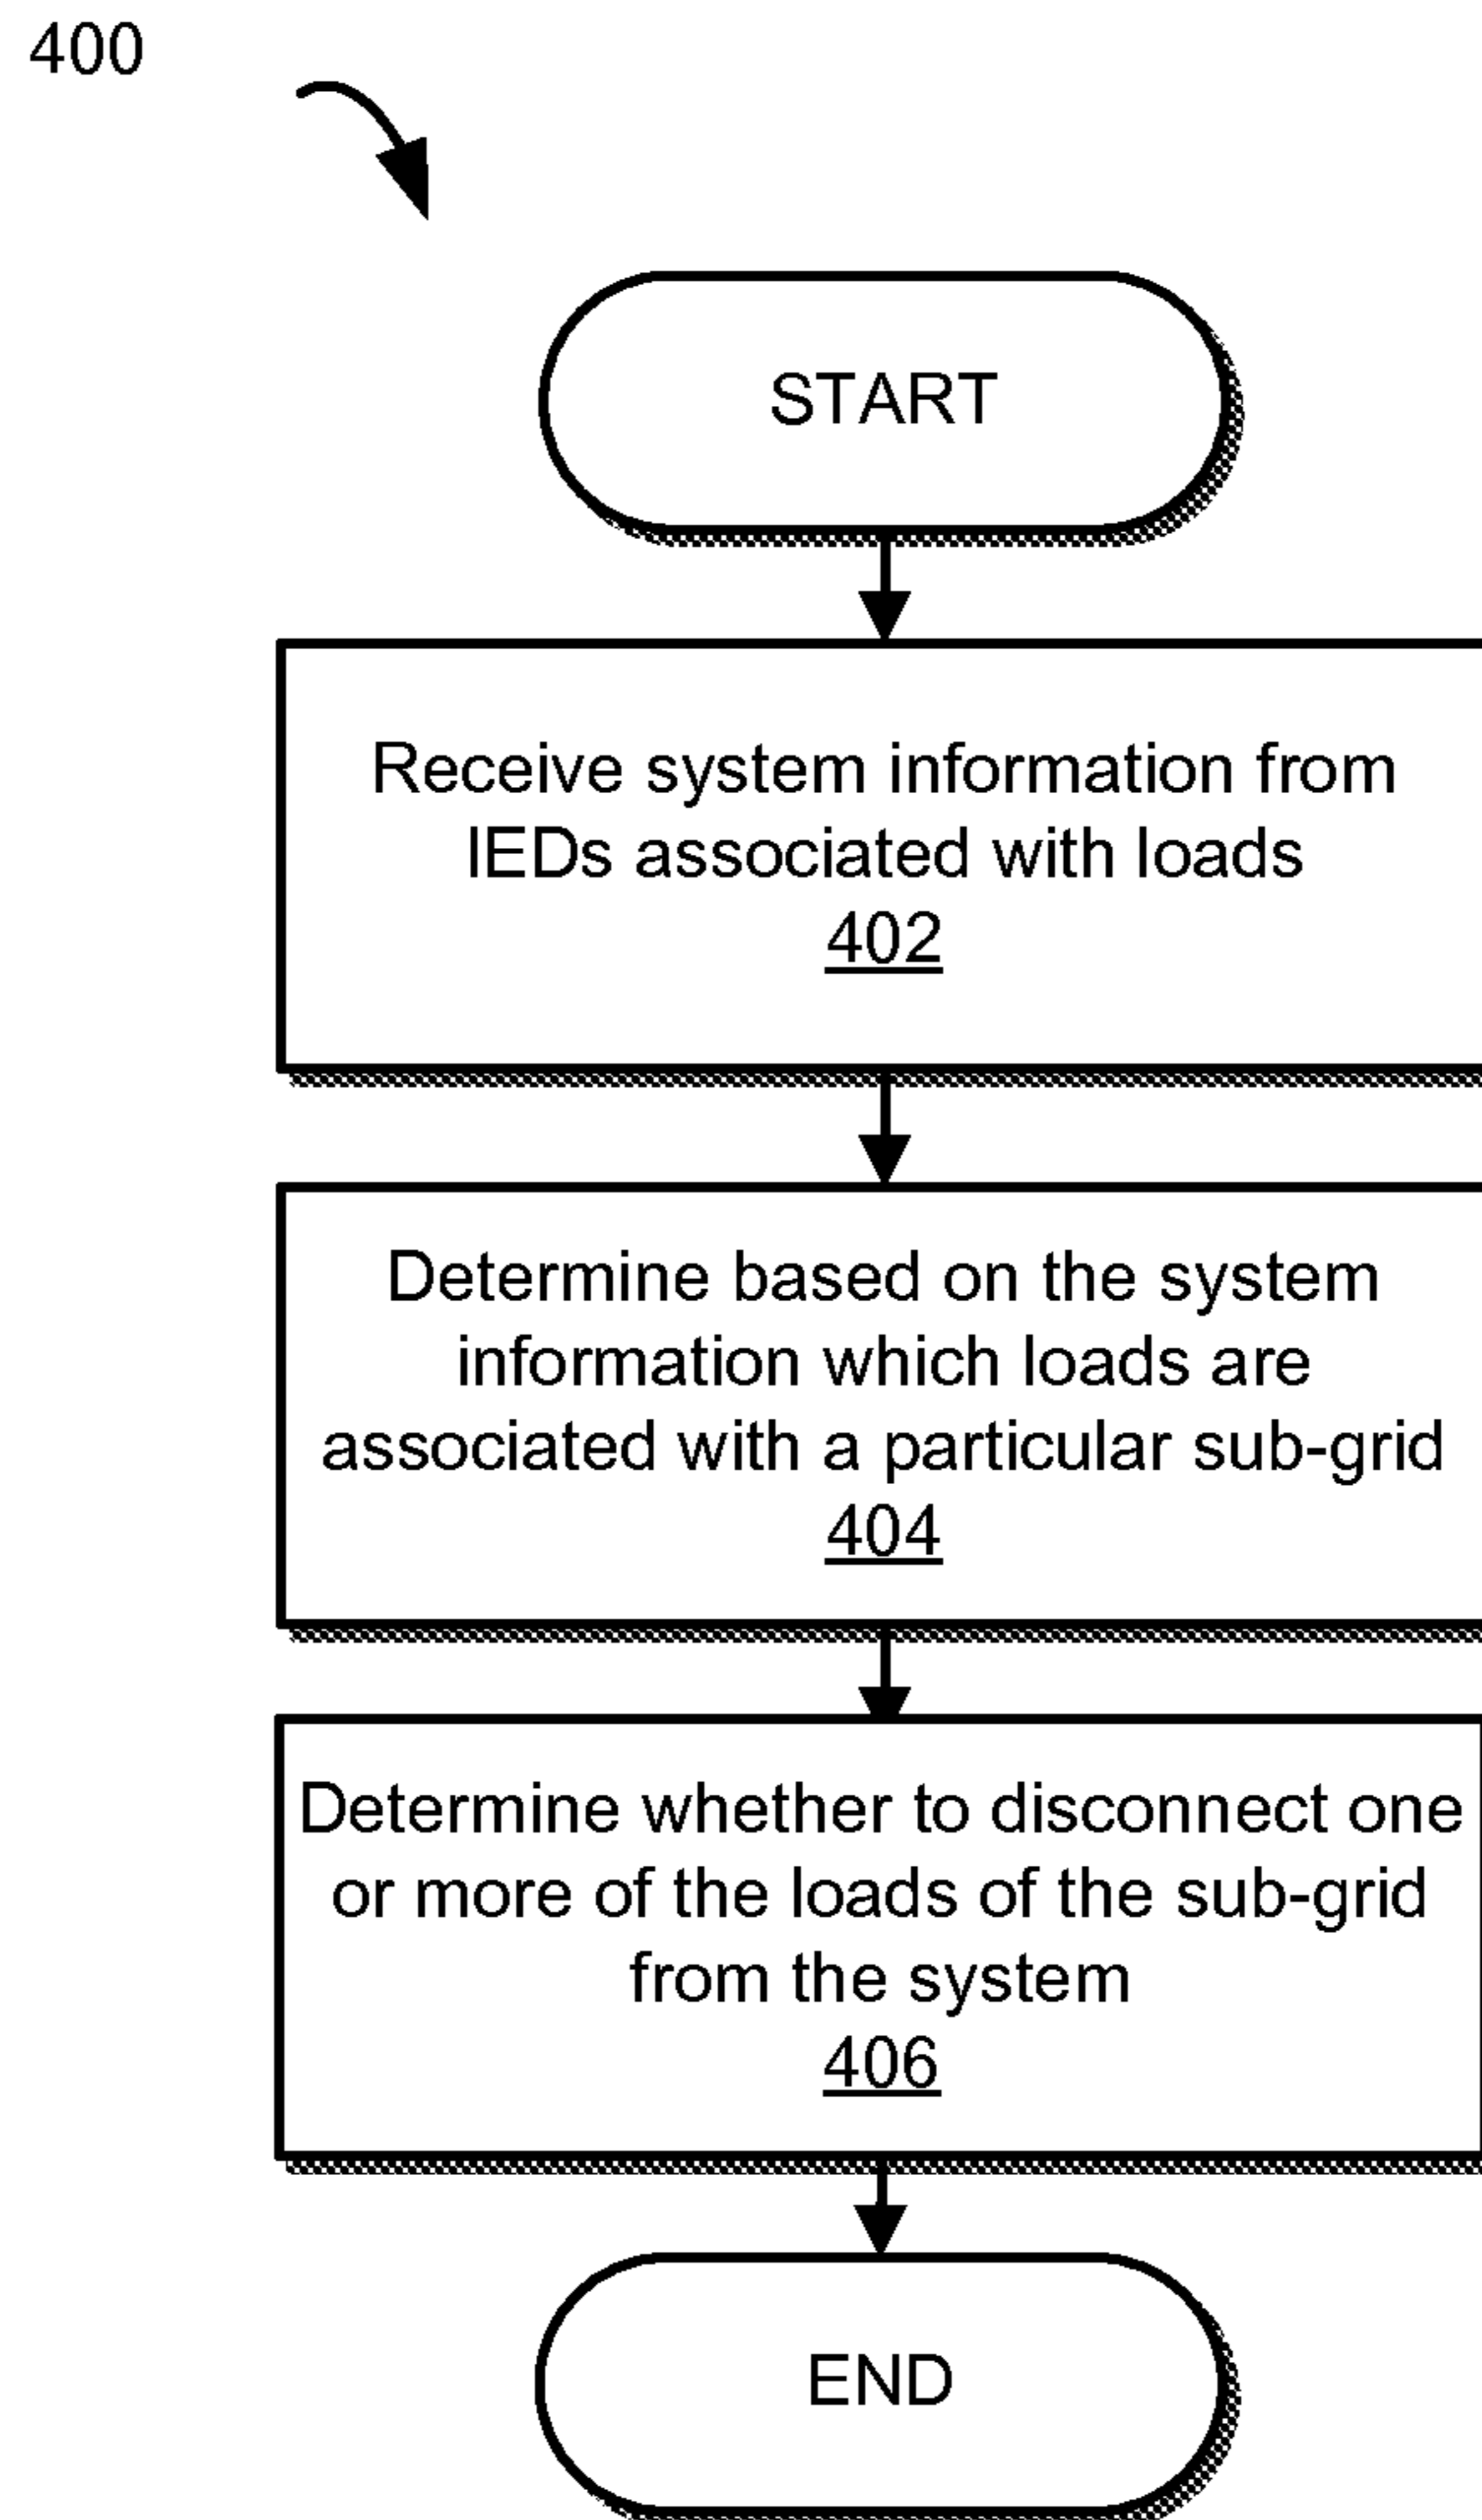 400
START
Receive system information from
IEDs associated with loads
402
Determine based on the system
information which loads are
associated with a particular sub-grid
404
Determine whether to disconnect one
or more of the loads of the sub-grid
from the system
406
END